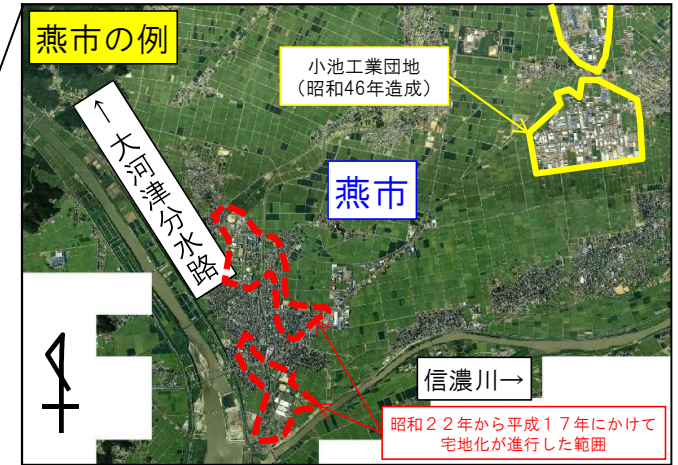 燕市の例
小池工業団地
（昭和46年造成）
↑大河津分水路
燕市
信濃川→
昭和２２年から平成１７年にかけて
宅地化が進行した範囲